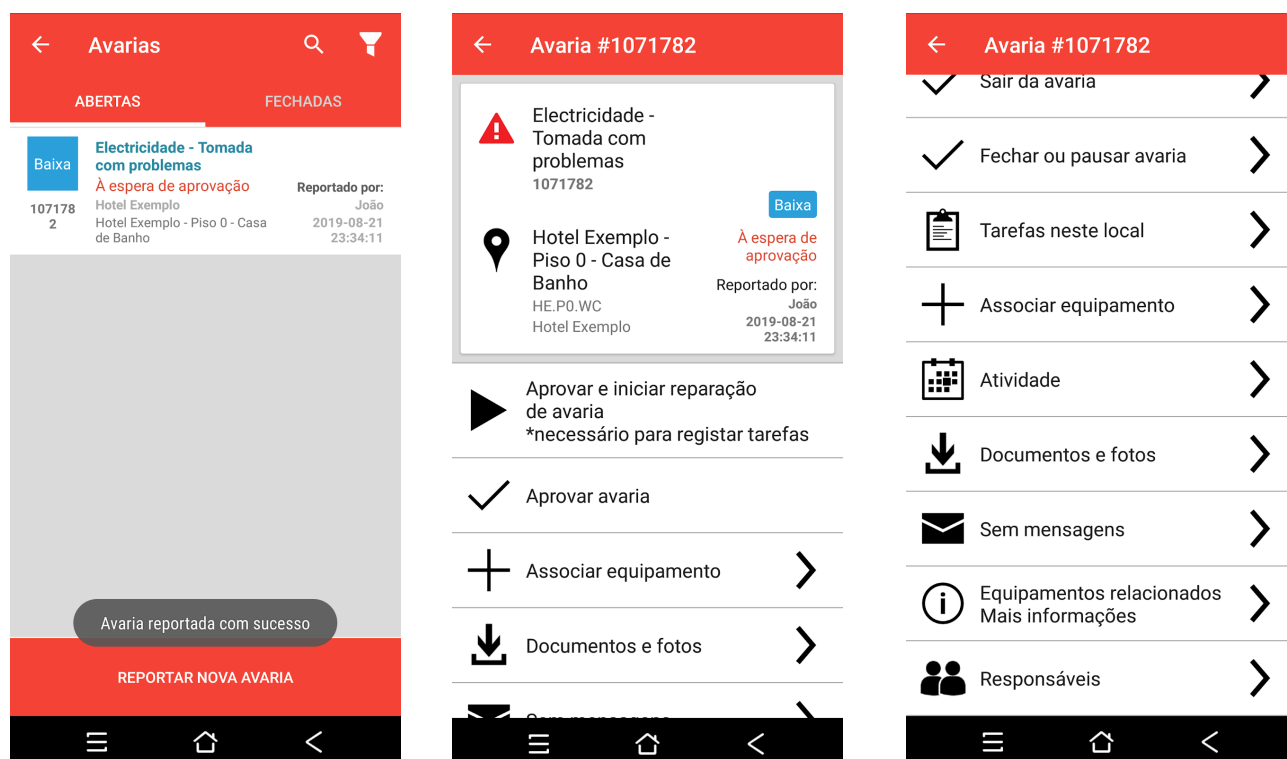 Avarias
ABERTAS
FECHADAS
Baixa
Electricidade - Tomada
com problemas
À espera de aprovação
Reportado por:
107178
2
Hotel Exemplo
João
Hotel Exemplo - Piso 0 - Casa
de Banho
2019-08-21
23:34:11
Avaria reportada com sucesso
REPORTAR NOVA AVARIA
Avaria #1071782
Electricidade -
Tomada com
problemas
1071782
Baixa
Hotel Exemplo -
Piso 0 - Casa de
Banho
HE.P0.WC
Hotel Exemplo
À espera de
aprovação
Reportado por:
João
2019-08-21
23:34:11
Aprovar e iniciar reparação
de avaria
*necessário para registar tarefas
Aprovar avaria
Associar equipamento
Documentos e fotos
Sem mensagens
Avaria #1071782
Sair da avaria
Fechar ou pausar avaria
Tarefas neste local
Associar equipamento
Atividade
Documentos e fotos
Sem mensagens
Equipamentos relacionados
Mais informações
Responsáveis